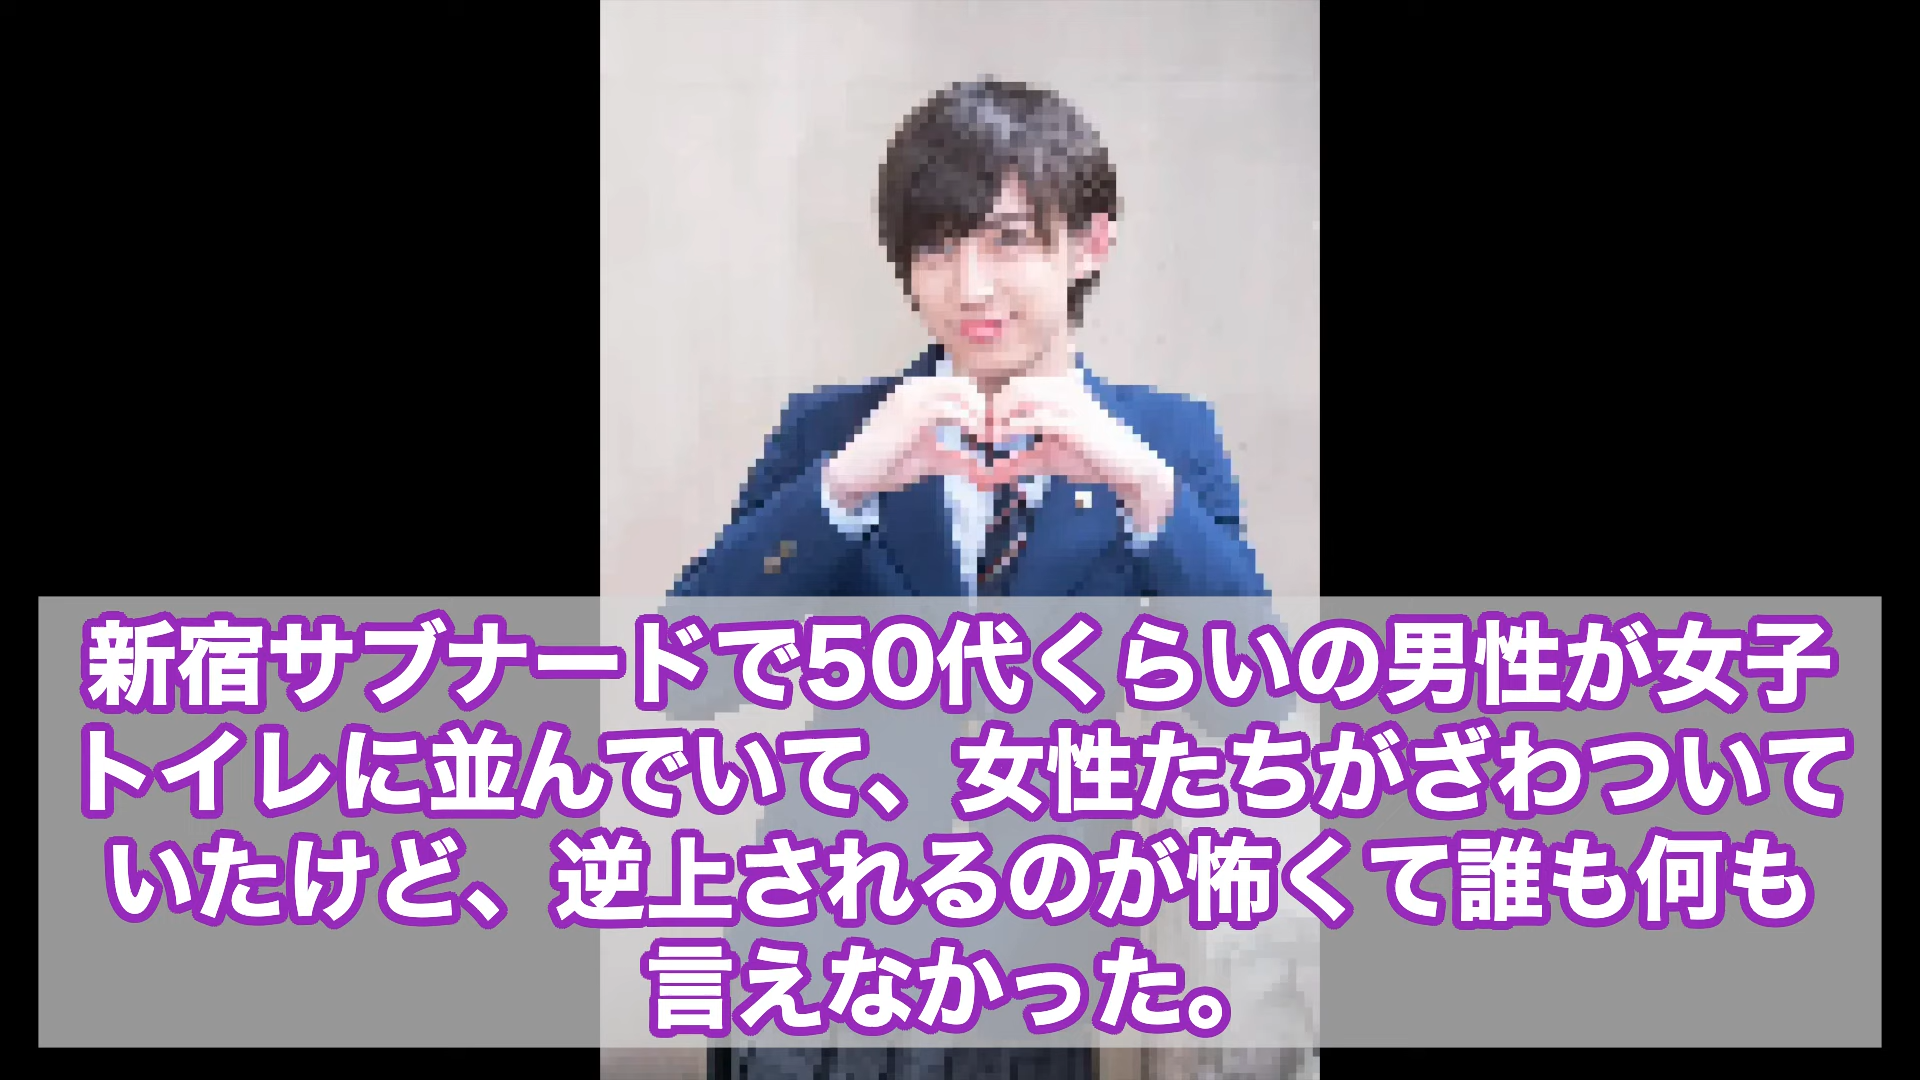 新宿サブナードで50代くらいの男性が女子
トイレに並んでいて、女性たちがざわついて
いたけど、逆上されるのが怖くて誰も何も
言えなかった。